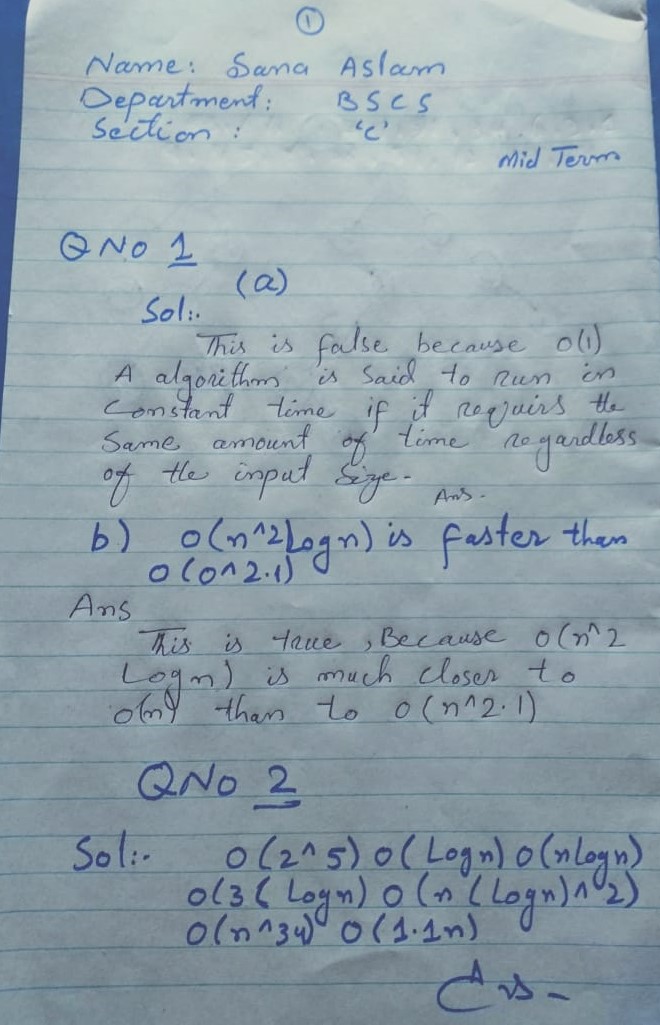 1
Name: Sana Aslam
Department: BSCS
Section: 'C'
Mid Term
Q No 1
(a)
Sol:.
This is false because O(1)
A algorithm is said to run in
constant time if it requirs the
same amount of time regardless
of the input size.
Ans.
b) O(n^2Logn) is faster than
O(0^2.1)
Ans
This is true, Because O(n^2
Logn) is much closer to
O(n) than to O(n^2.1)
Q No 2
Sol:- O(2^5) O(Logn) O(nlogn)
O(3(Logn) O(n(Logn)^2)
O(n^34) O(1.1n)